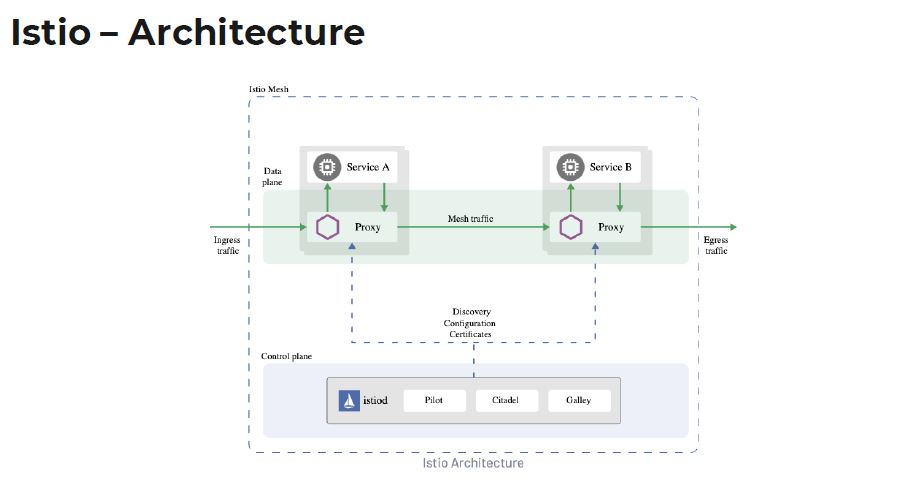 Istio – Architecture
Istio Mesh
Data
plane
Service A
Service B
Proxy
Mesh traffic
Proxy
Ingress
traffic
Egress
traffic
Discovery
Configuration
Certificates
Control plane
istiod
Pilot
Citadel
Galley
Istio Architecture